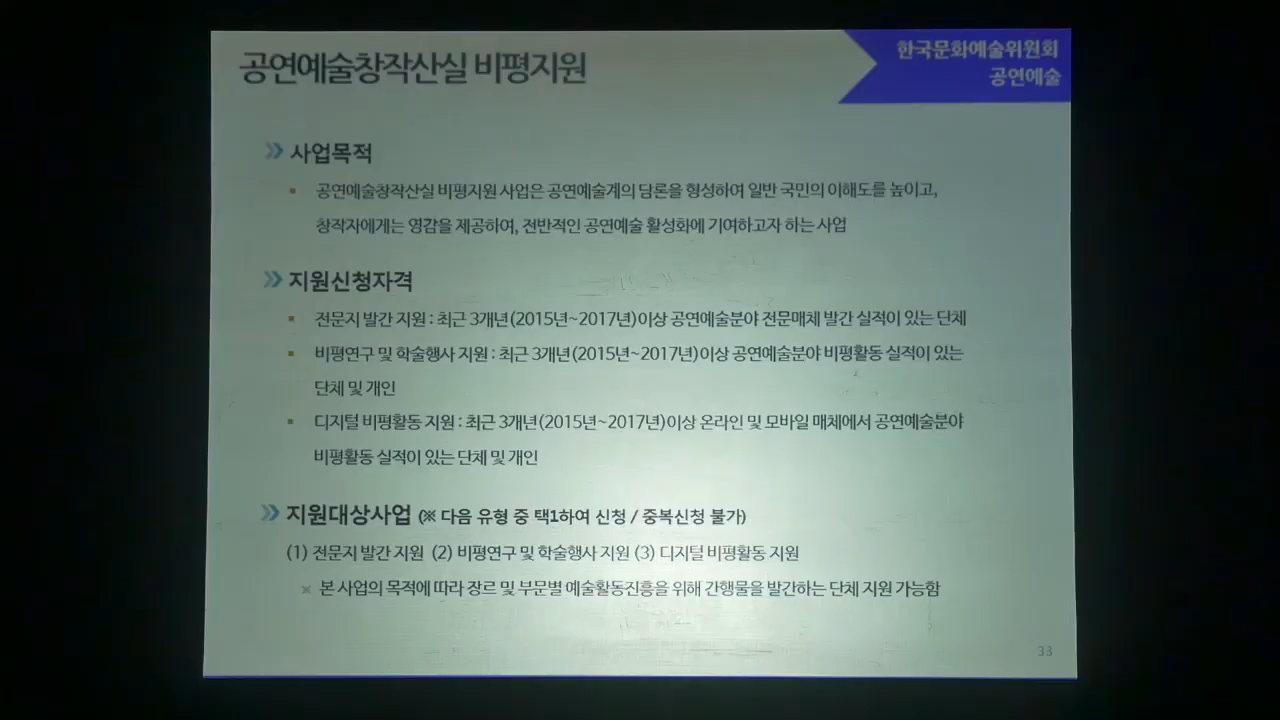 공연예술창작산실 비평지원
한국문화예술위원회
공연예술
사업목적
공연예술창작산실 비평지원 사업은 공연예술계의 담론을 형성하여 일반 국민의 이해도를 높이고,
창작자에게는 영감을 제공하여, 전반적인 공연예술 활성화에 기여하고자 하는 사업
지원신청자격
전문지 발간 지원 : 최근 3개년(2015년~2017년)이상 공연예술분야 전문매체 발간 실적이 있는 단체
비평연구 및 학술행사 지원 : 최근 3개년(2015년~2017년)이상 공연예술분야 비평활동 실적이 있는
단체 및 개인
디지털 비평활동 지원 : 최근 3개년(2015년~2017년)이상 온라인 및 모바일 매체에서 공연예술분야
비평활동 실적이 있는 단체 및 개인
지원대상사업 (※ 다음 유형 중 택1하여 신청 / 중복신청 불가)
(1) 전문지 발간 지원 (2) 비평연구 및 학술행사 지원 (3) 디지털 비평활동 지원
※ 본 사업의 목적에 따라 장르 및 부문별 예술활동진흥을 위해 간행물을 발간하는 단체 지원 가능함
33